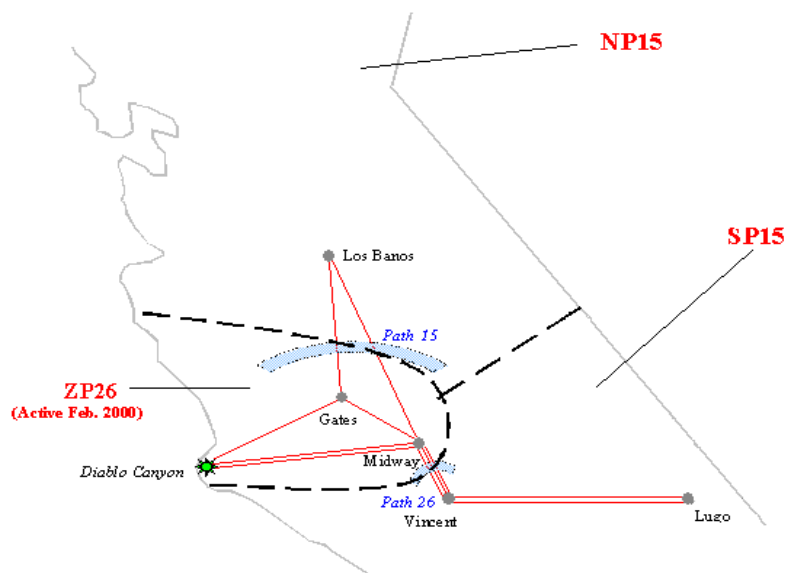 NP15
SP15
Los Banos
Path 15
ZP26
(Active Feb. 2000)
Gates
Midway
Diablo Canyon
Path 26
Vincent
Lugo